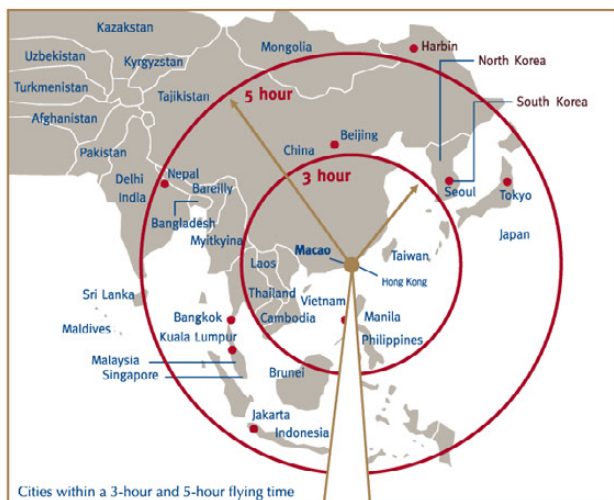 Kazakstan
Mongolia
Harbin
Uzbekistan
Kyrgyzstan
North Korea
Turkmenistan
Tajikistan
5 hour
South Korea
Afghanistan
Beijing
China
Pakistan
3 hour
Delhi
Nepal
India
Bareilly
Seoul
Tokyo
Bangladesh
Japan
Myitkyina
Macao
Taiwan
Laos
Hong Kong
Sri Lanka
Thailand
Vietnam
Maldives
Bangkok
Cambodia
Manila
Kuala Lumpur
Philippines
Malaysia
Singapore
Brunei
Jakarta
Indonesia
Cities within a 3-hour and 5-hour flying time